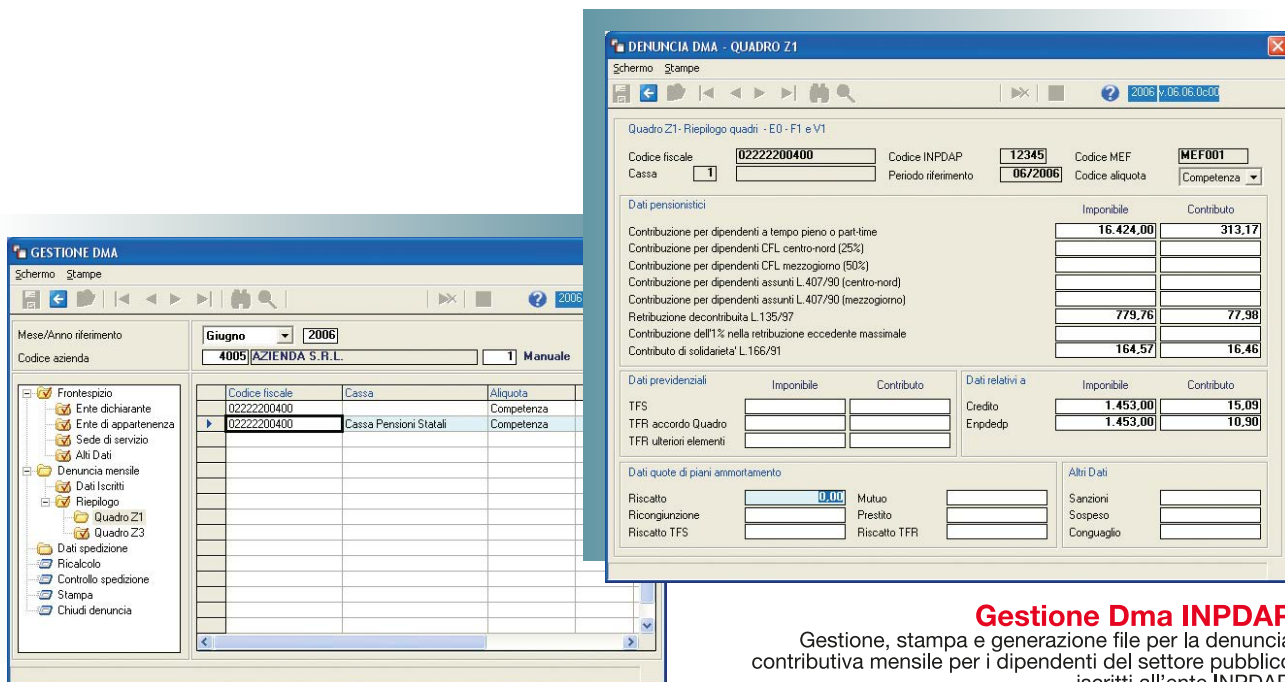 DENUNCIA DMA - QUADRO Z1
Schermo Stampe
2006 v.06.06.0c00
Quadro Z1- Riepilogo quadri - E0 - F1 e V1
Codice fiscale 02222200400 Codice INPDAP 12345 Codice MEF MEF001
Cassa 1 Periodo riferimento 06/2006 Codice aliquota Competenza
Dati pensionistici Imponibile Contributo
Contribuzione per dipendenti a tempo pieno o part-time 16.424,00 313,17
Contribuzione per dipendenti CFL centro-nord (25%)
Contribuzione per dipendenti CFL mezzogiorno (50%)
Contribuzione per dipendenti assunti L.407/90 (centro-nord)
Contribuzione per dipendenti assunti L.407/90 (mezzogiorno)
Retribuzione decontribuita L.135/97 779,76 77,98
Contribuzione dell'1% nella retribuzione eccedente massimale
Contributo di solidarieta' L.166/91 164,57 16,46
Dati previdenziali Imponibile Contributo Dati relativi a Imponibile Contributo
TFS Credito 1.453,00 15,09
TFR accordo Quadro Enpdedp 1.453,00 10,90
TFR ulteriori elementi
Dati quote di piani ammortamento Altri Dati
Riscatto 0,00 Mutuo Sanzioni
Ricongiunzione Prestito Sospeso
Riscatto TFS Riscatto TFR Conguaglio
GESTIONE DMA
Schermo Stampe
2006
Mese/Anno riferimento Giugno 2006
Codice azienda 4005 AZIENDA S.R.L. 1 Manuale
Frontespizio
Ente dichiarante
Ente di appartenenza
Sede di servizio
Alti Dati
Denuncia mensile
Dati Iscritti
Riepilogo
Quadro Z1
Quadro Z3
Dati spedizione
Ricalcolo
Controllo spedizione
Stampa
Chiudi denuncia
Codice fiscale Cassa Aliquota
02222200400 Competenza
02222200400 Cassa Pensioni Statali Competenza
Gestione Dma INPDAP
Gestione, stampa e generazione file per la denuncia
contributiva mensile per i dipendenti del settore pubblico
iscritti all'ente INPDAP